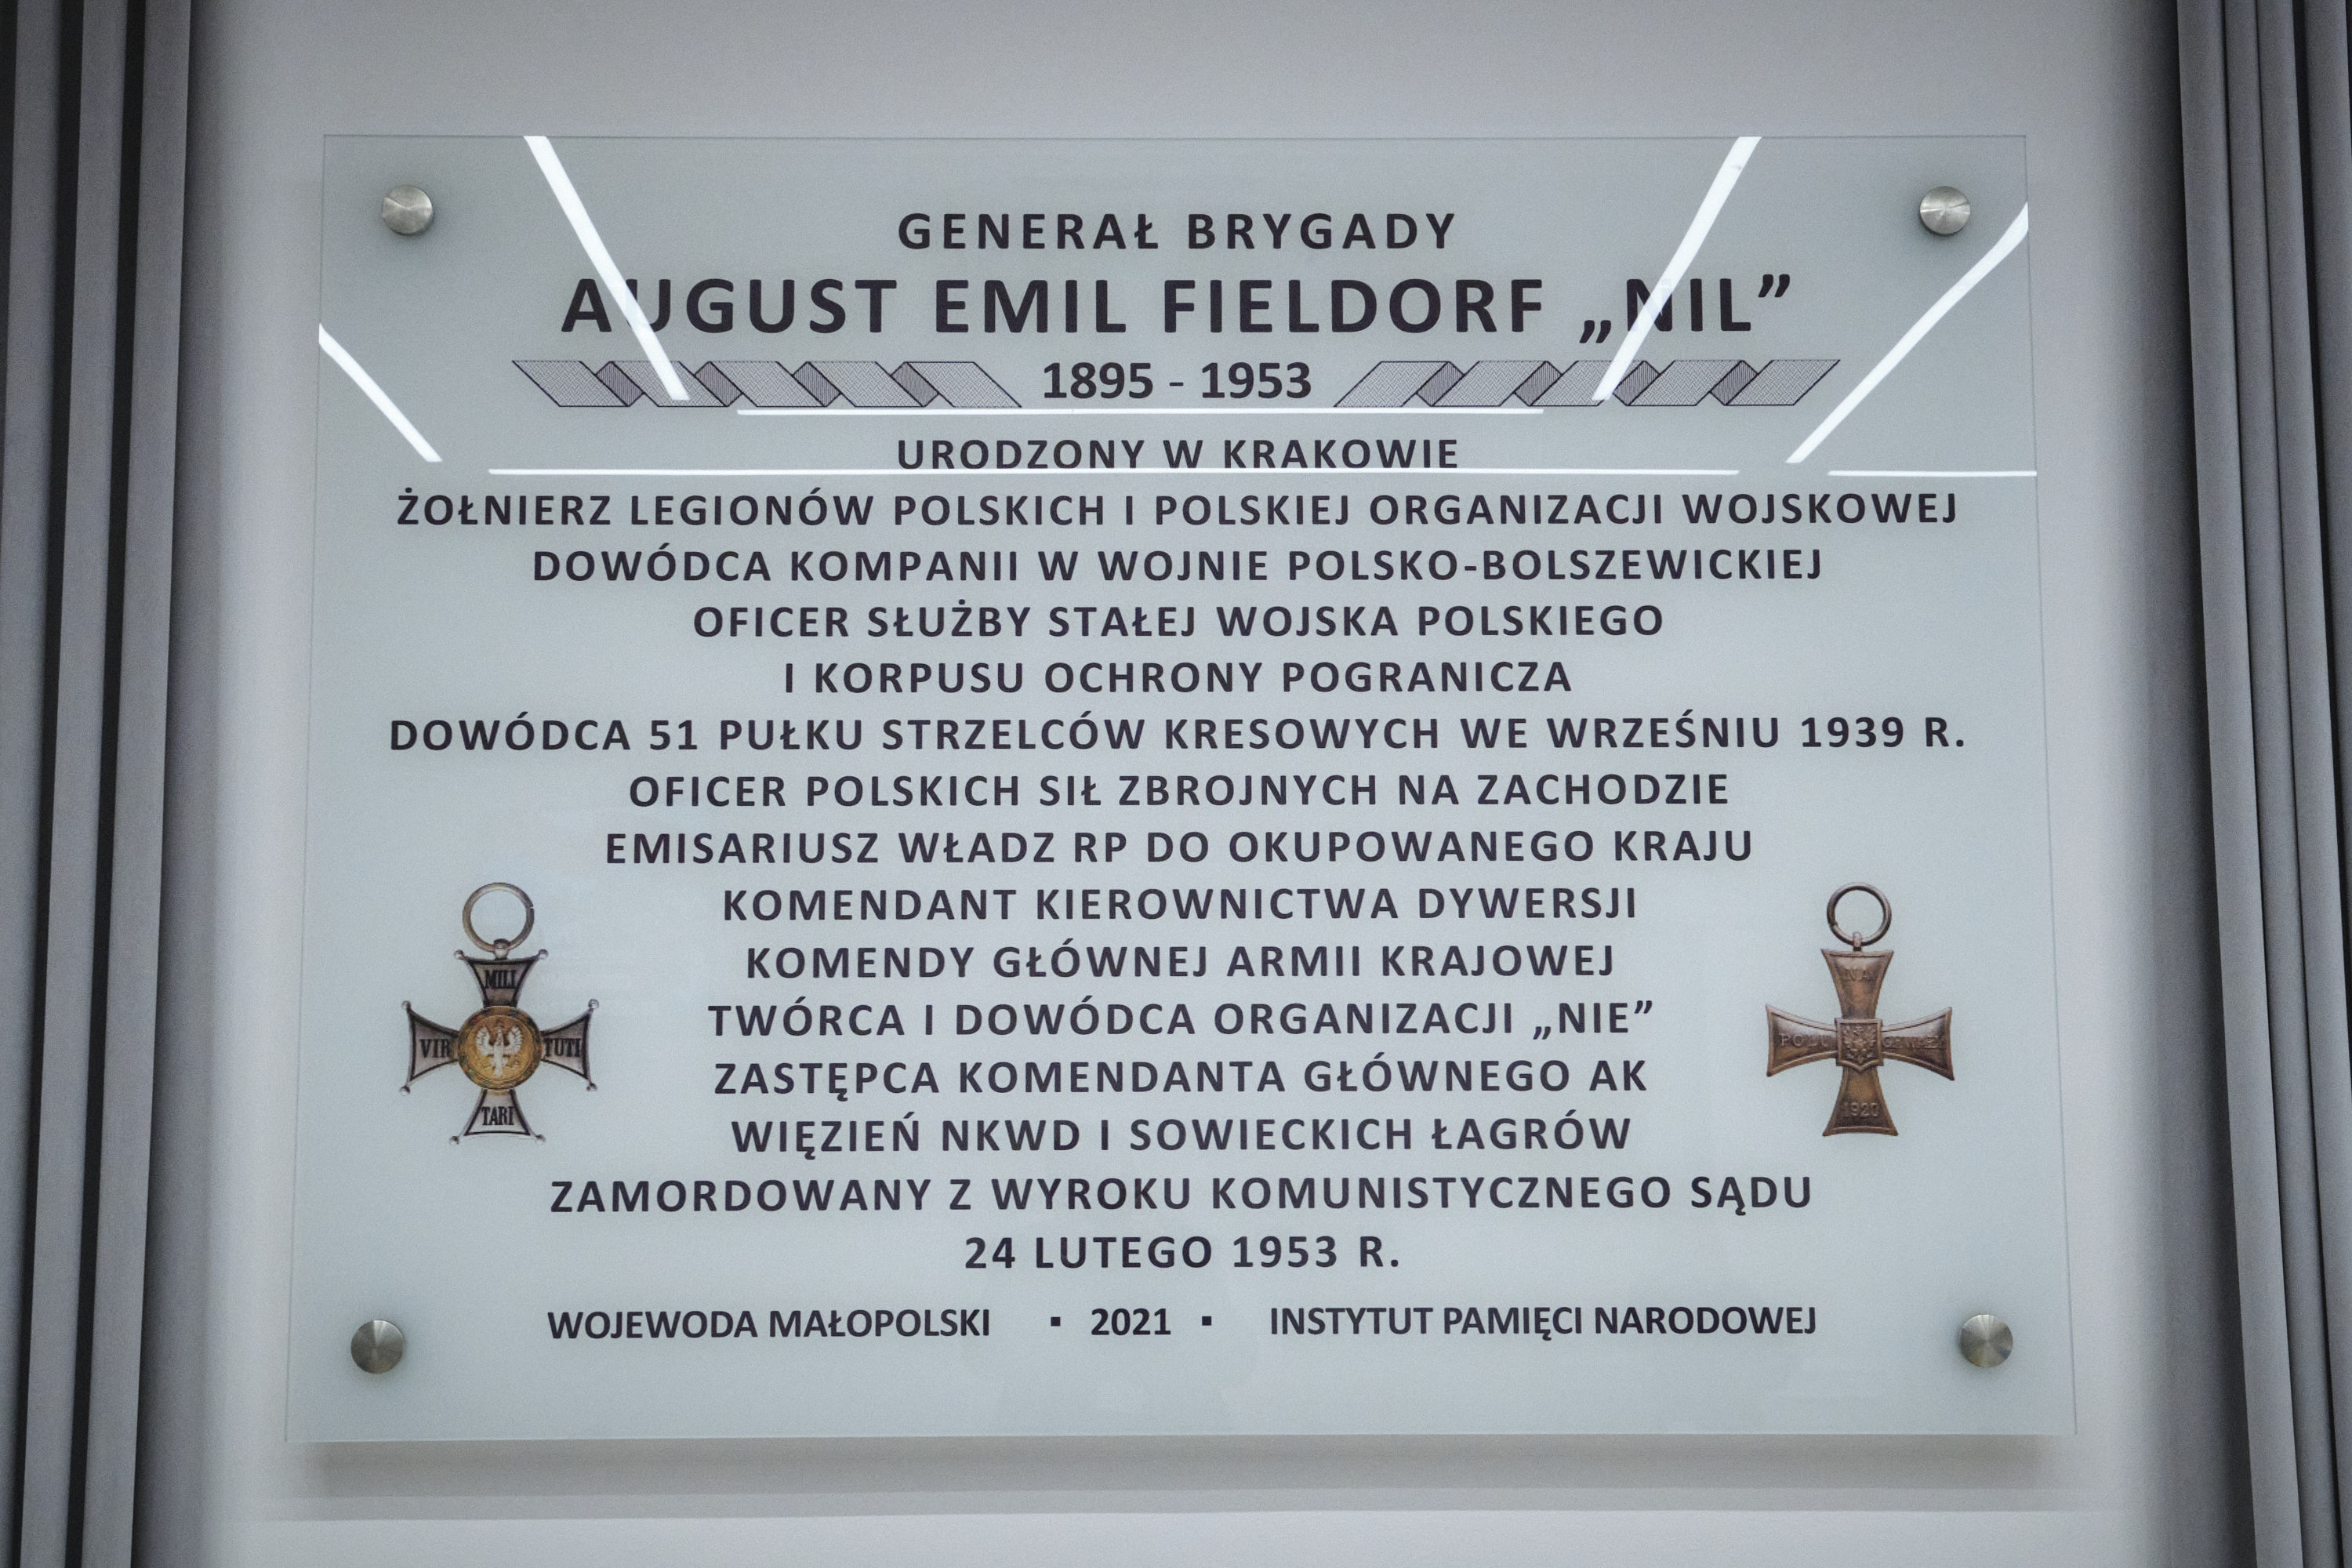 GENERAŁ BRYGADY
AUGUST EMIL FIELDORF „NIL”
1895 - 1953
URODZONY W KRAKOWIE
ŻOŁNIERZ LEGIONÓW POLSKICH I POLSKIEJ ORGANIZACJI WOJSKOWEJ
DOWÓDCA KOMPANII W WOJNIE POLSKO-BOLSZEWICKIEJ
OFICER SŁUŻBY STAŁEJ WOJSKA POLSKIEGO
I KORPUSU OCHRONY POGRANICZA
DOWÓDCA 51 PUŁKU STRZELCÓW KRESOWYCH WE WRZEŚNIU 1939 R.
OFICER POLSKICH SIŁ ZBROJNYCH NA ZACHODZIE
EMISARIUSZ WŁADZ RP DO OKUPOWANEGO KRAJU
KOMENDANT KIEROWNICTWA DYWERSJI
KOMENDY GŁÓWNEJ ARMII KRAJOWEJ
TWÓRCA I DOWÓDCA ORGANIZACJI „NIE”
ZASTĘPCA KOMENDANTA GŁÓWNEGO AK
WIĘZIEŃ NKWD I SOWIECKICH ŁAGRÓW
ZAMORDOWANY Z WYROKU KOMUNISTYCZNEGO SĄDU
24 LUTEGO 1953 R.
WOJEWODA MAŁOPOLSKI ▪ 2021 ▪ INSTYTUT PAMIĘCI NARODOWEJ
MILI
VIR TUTI
TARI
NA
POLU CHWAŁY
1920